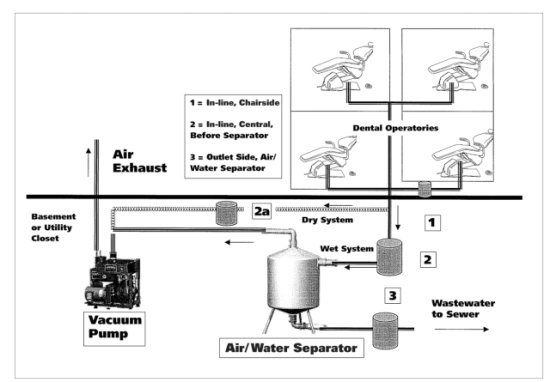 1 = In-line, Chairside
2 = In-line, Central,
Before Separator
3 = Outlet Side, Air/
Water Separator
Dental Operatories
Air
Exhaust
Basement
or Utility
Closet
2a
Dry System
1
Wet System
2
3
Wastewater
to Sewer
Vacuum
Pump
Air/Water Separator